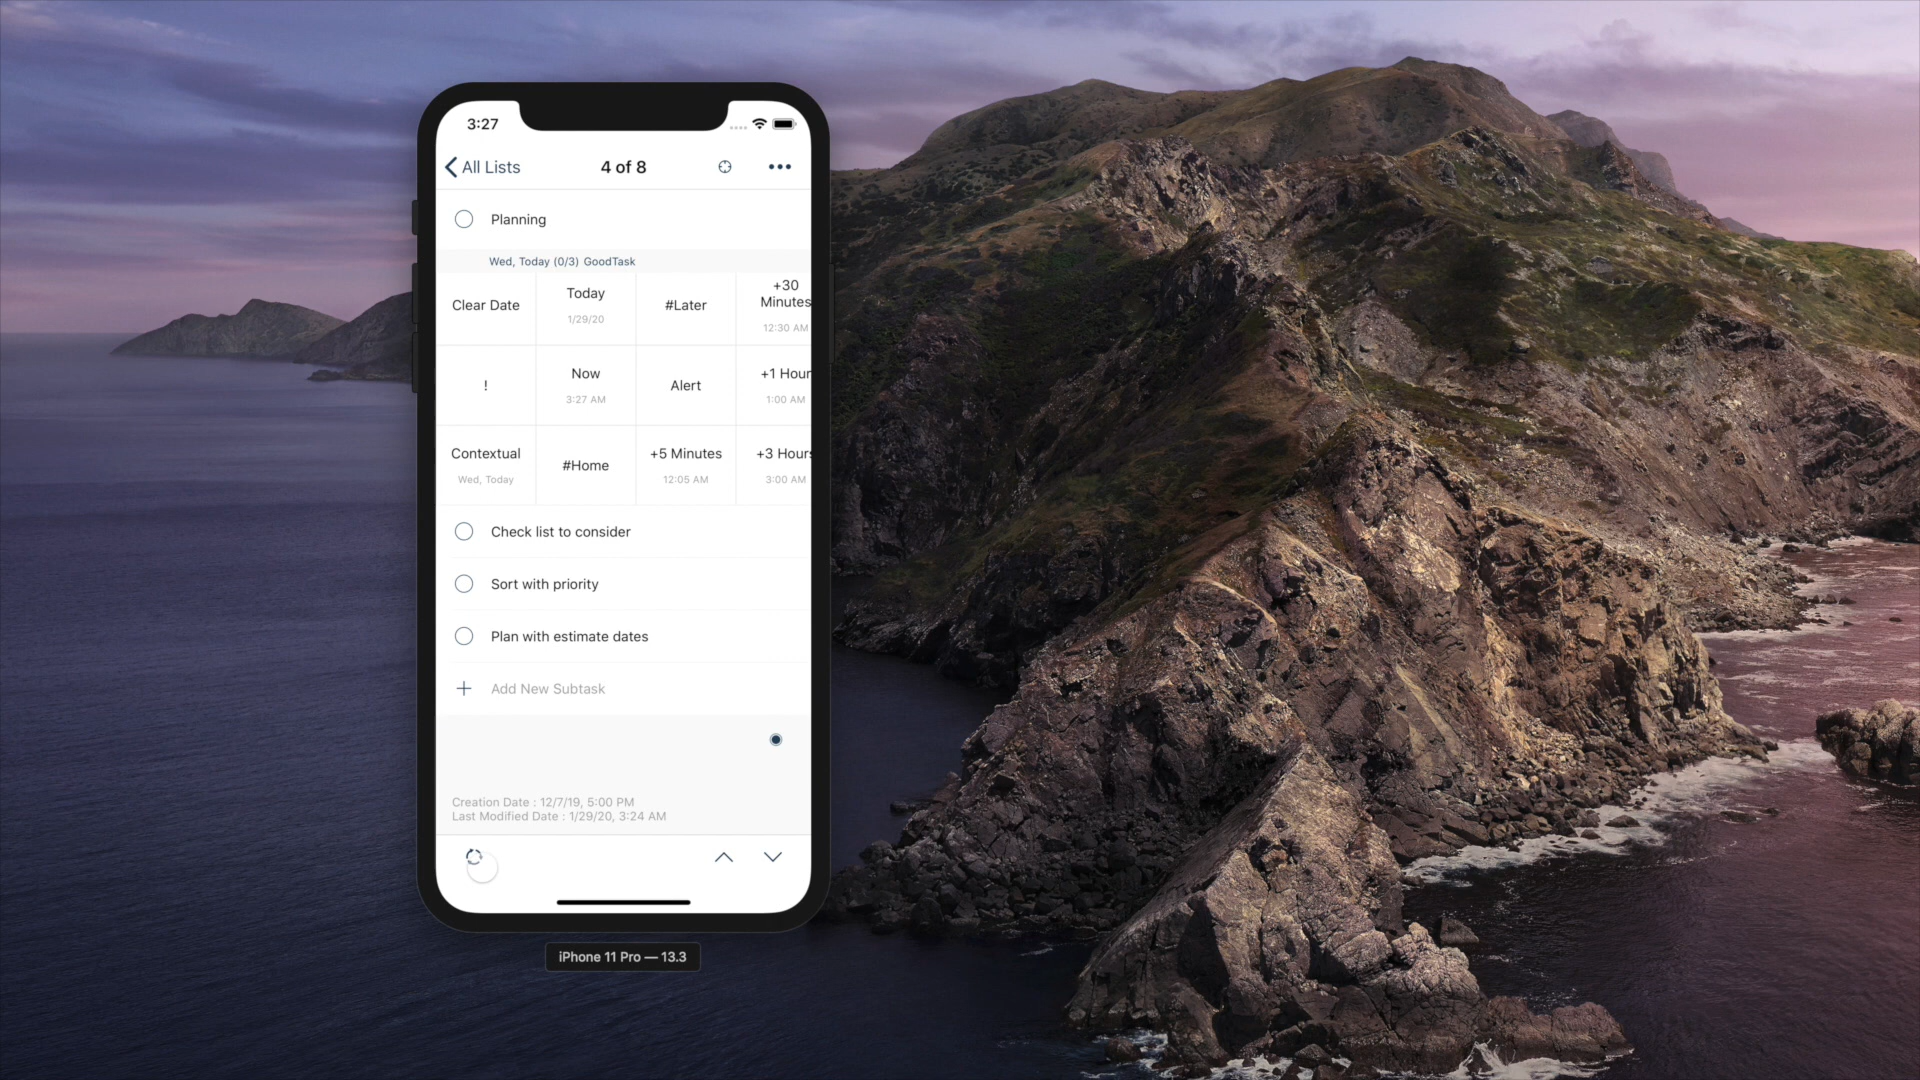 3:27
All Lists
4 of 8
Planning
Wed, Today (0/3) GoodTask
Clear Date
Today
1/29/20
#Later
+30
Minutes
12:30 AM
!
Now
3:27 AM
Alert
+1 Hour
1:00 AM
Contextual
Wed, Today
#Home
+5 Minutes
12:05 AM
+3 Hours
3:00 AM
Check list to consider
Sort with priority
Plan with estimate dates
Add New Subtask
Creation Date : 12/7/19, 5:00 PM
Last Modified Date : 1/29/20, 3:24 AM
iPhone 11 Pro — 13.3